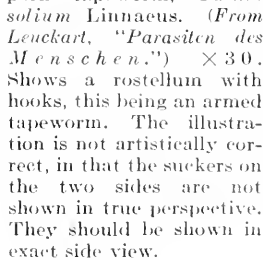 solium Linnaeus. (From
Leuckart, "Parasiten des
Menschen.") ×30.
Shows a rostellum with
hooks, this being an armed
tapeworm. The illustra-
tion is not artistically cor-
rect, in that the suckers on
the two sides are not
shown in true perspective.
They should be shown in
exact side view.